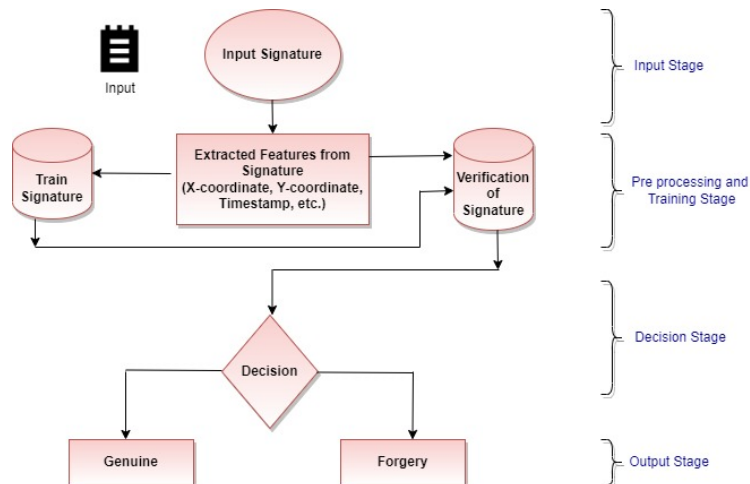 Input Signature
Input
Input Stage
Extracted Features from
Signature
(X-coordinate, Y-coordinate,
Timestamp, etc.)
Train
Signature
Verification
of
Signature
Pre processing and
Training Stage
Decision
Decision Stage
Genuine
Forgery
Output Stage